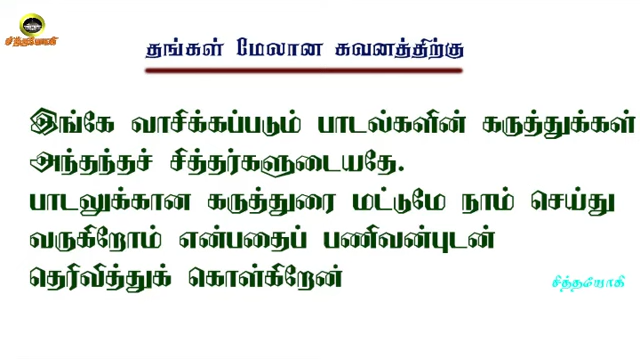 சித்தயோகி
தங்கள் மேலான கவனத்திற்கு
இங்கே வாசிக்கப்படும் பாடல்களின் கருத்துக்கள்
அந்தந்தச் சித்தர்களுடையதே.
பாடலுக்கான கருத்துரை மட்டுமே நாம் செய்து
வருகிறோம் என்பதைப் பணிவன்புடன்
தெரிவித்துக் கொள்கிறேன்
சித்தயோகி